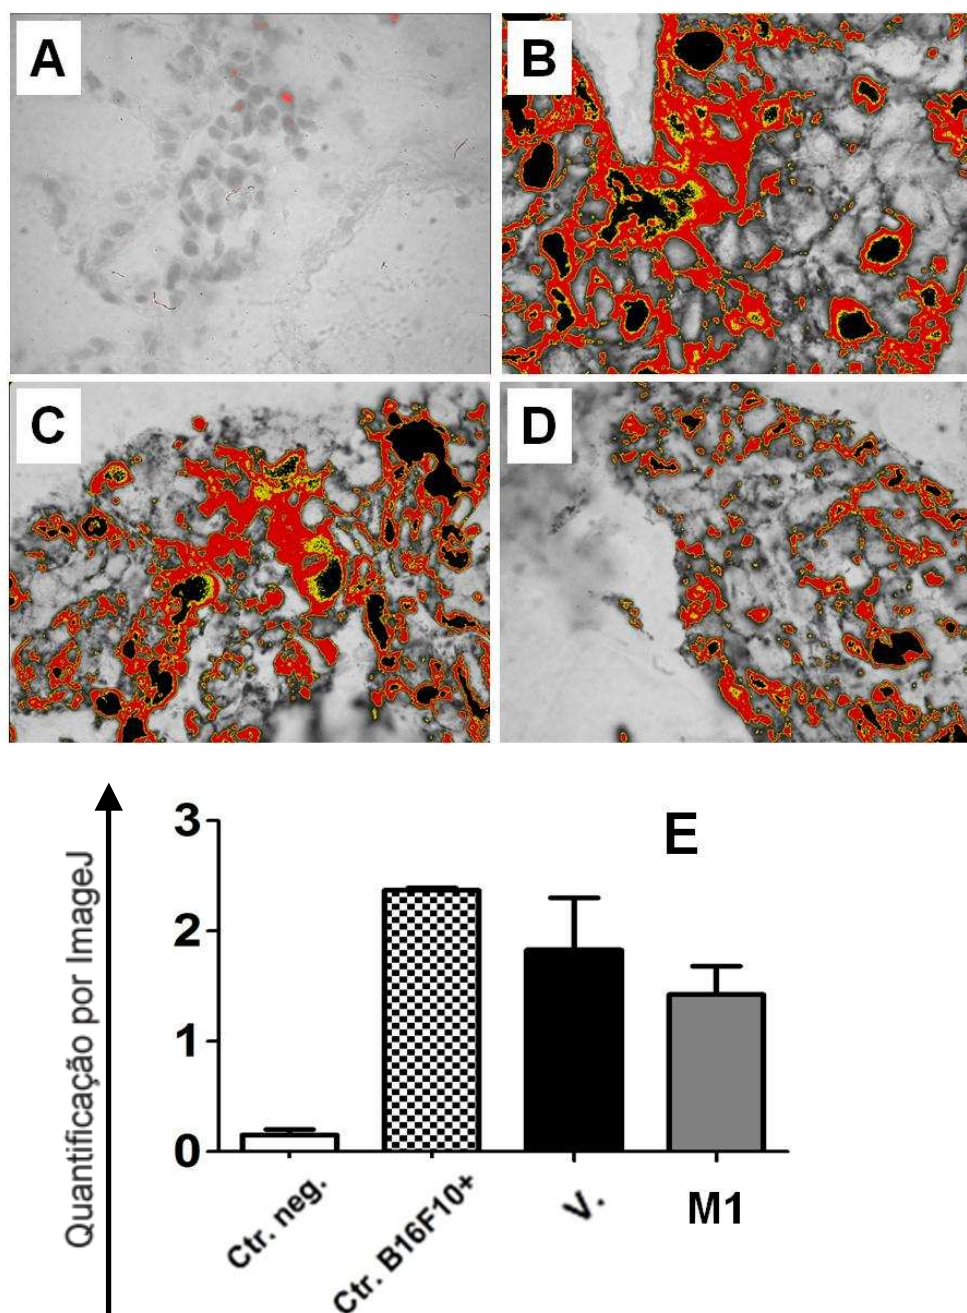 A
B
C
D
E
Quantificação por ImageJ
3
2
1
0
Ctr. neg.
Ctr. B16F10+
V.
M1